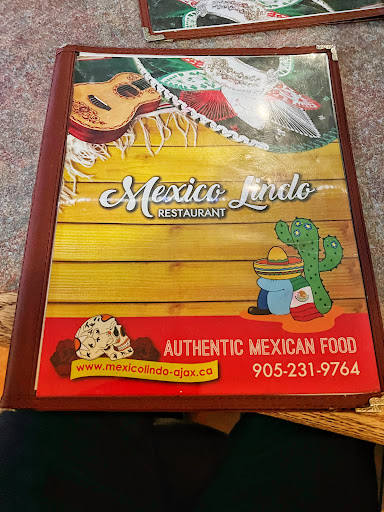 Mexico Lindo
RESTAURANT
AUTHENTIC MEXICAN FOOD
www.mexicolindo-ajax.ca
905-231-9764